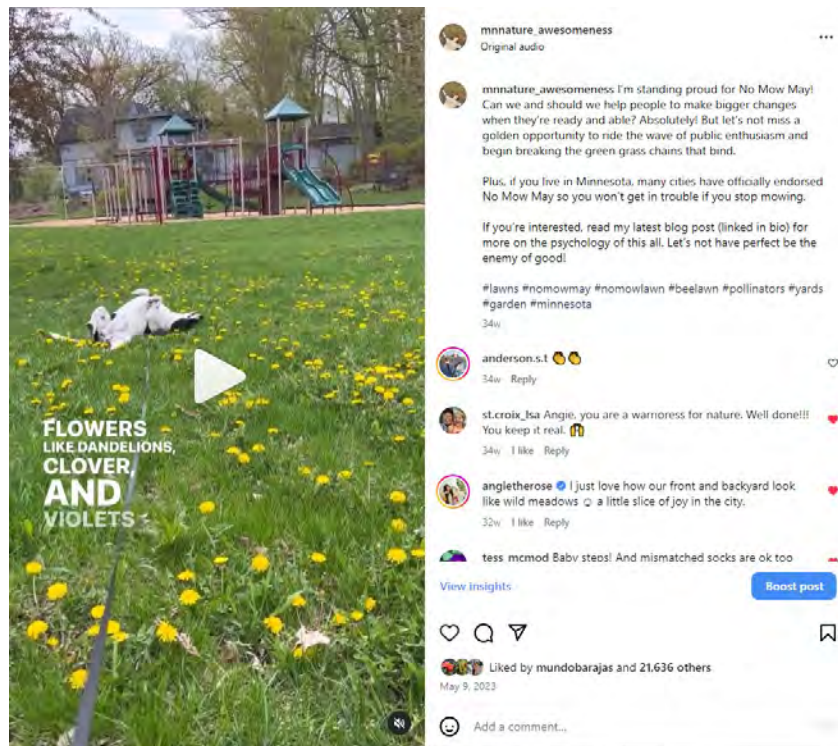 FLOWERS
LIKE DANDELIONS,
CLOVER,
AND
VIOLETS
mnnature_awesomeness
Original audio
mnnature_awesomeness I'm standing proud for No Mow May!
Can we and should we help people to make bigger changes
when they're ready and able? Absolutely! But let's not miss a
golden opportunity to ride the wave of public enthusiasm and
begin breaking the green grass chains that bind.
Plus, if you live in Minnesota, many cities have officially endorsed
No Mow May so you won't get in trouble if you stop mowing.
If you're interested, read my latest blog post (linked in bio) for
more on the psychology of this all. Let's not have perfect be the
enemy of good!
#lawns #nomowmay #nomowlawn #beelawn #pollinators #yards
#garden #minnesota
34w
anderson.s.t
34w Reply
st.croix_lsa Angie, you are a warrioress for nature. Well done!!!
You keep it real.
34w 1 like Reply
angietherose I just love how our front and backyard look
like wild meadows a little slice of joy in the city.
32w 1 like Reply
tess_mcmod Baby steps! And mismatched socks are ok too
View insights
Boost post
Liked by mundobarajas and 21,636 others
May 9, 2023
Add a comment...